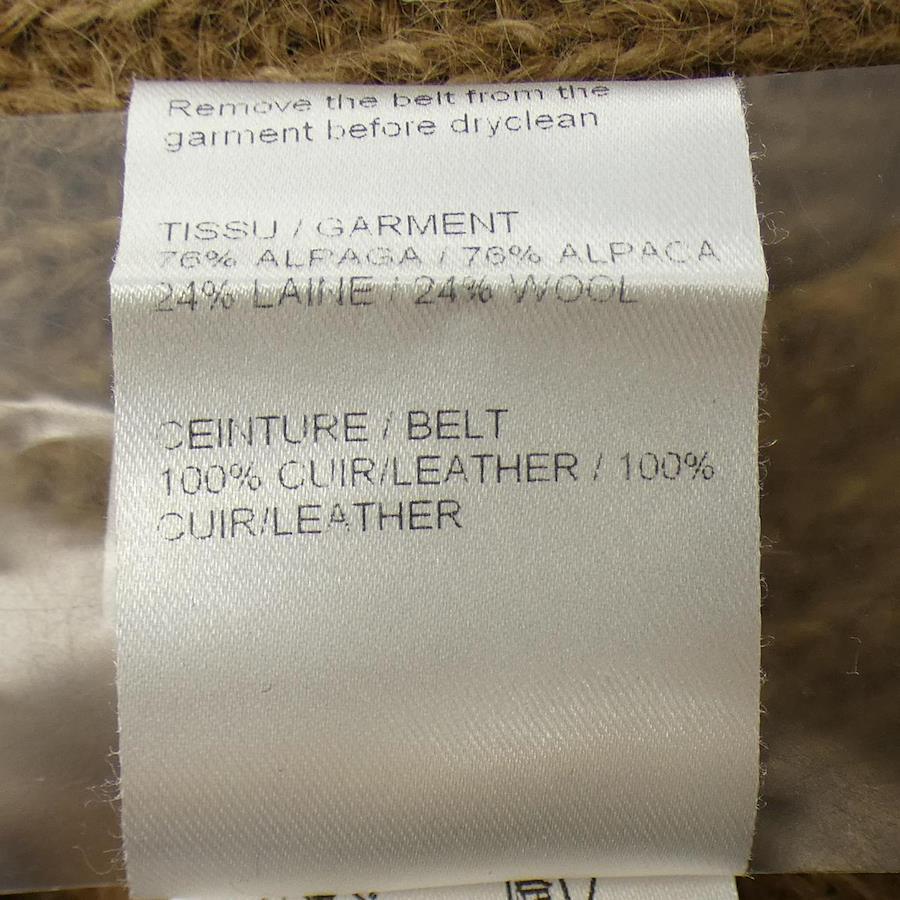 Remove the belt from the
garment before dryclean
TISSU / GARMENT
76% ALPAGA / 76% ALPACA
24% LAINE / 24% WOOL
CEINTURE / BELT
100% CUIR/LEATHER / 100%
CUIR/LEATHER